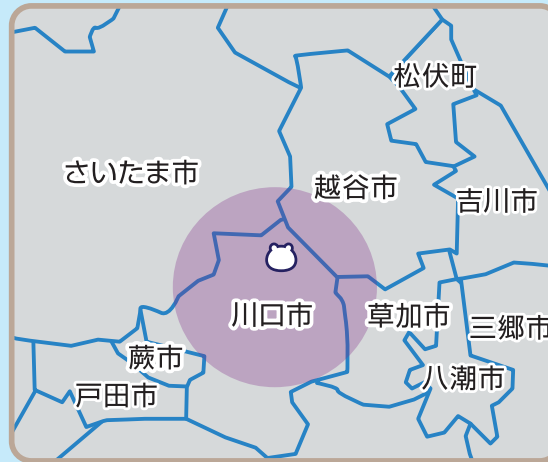 松伏町
さいたま市
越谷市
吉川市
川口市
草加市
三郷市
蕨市
八潮市
戸田市